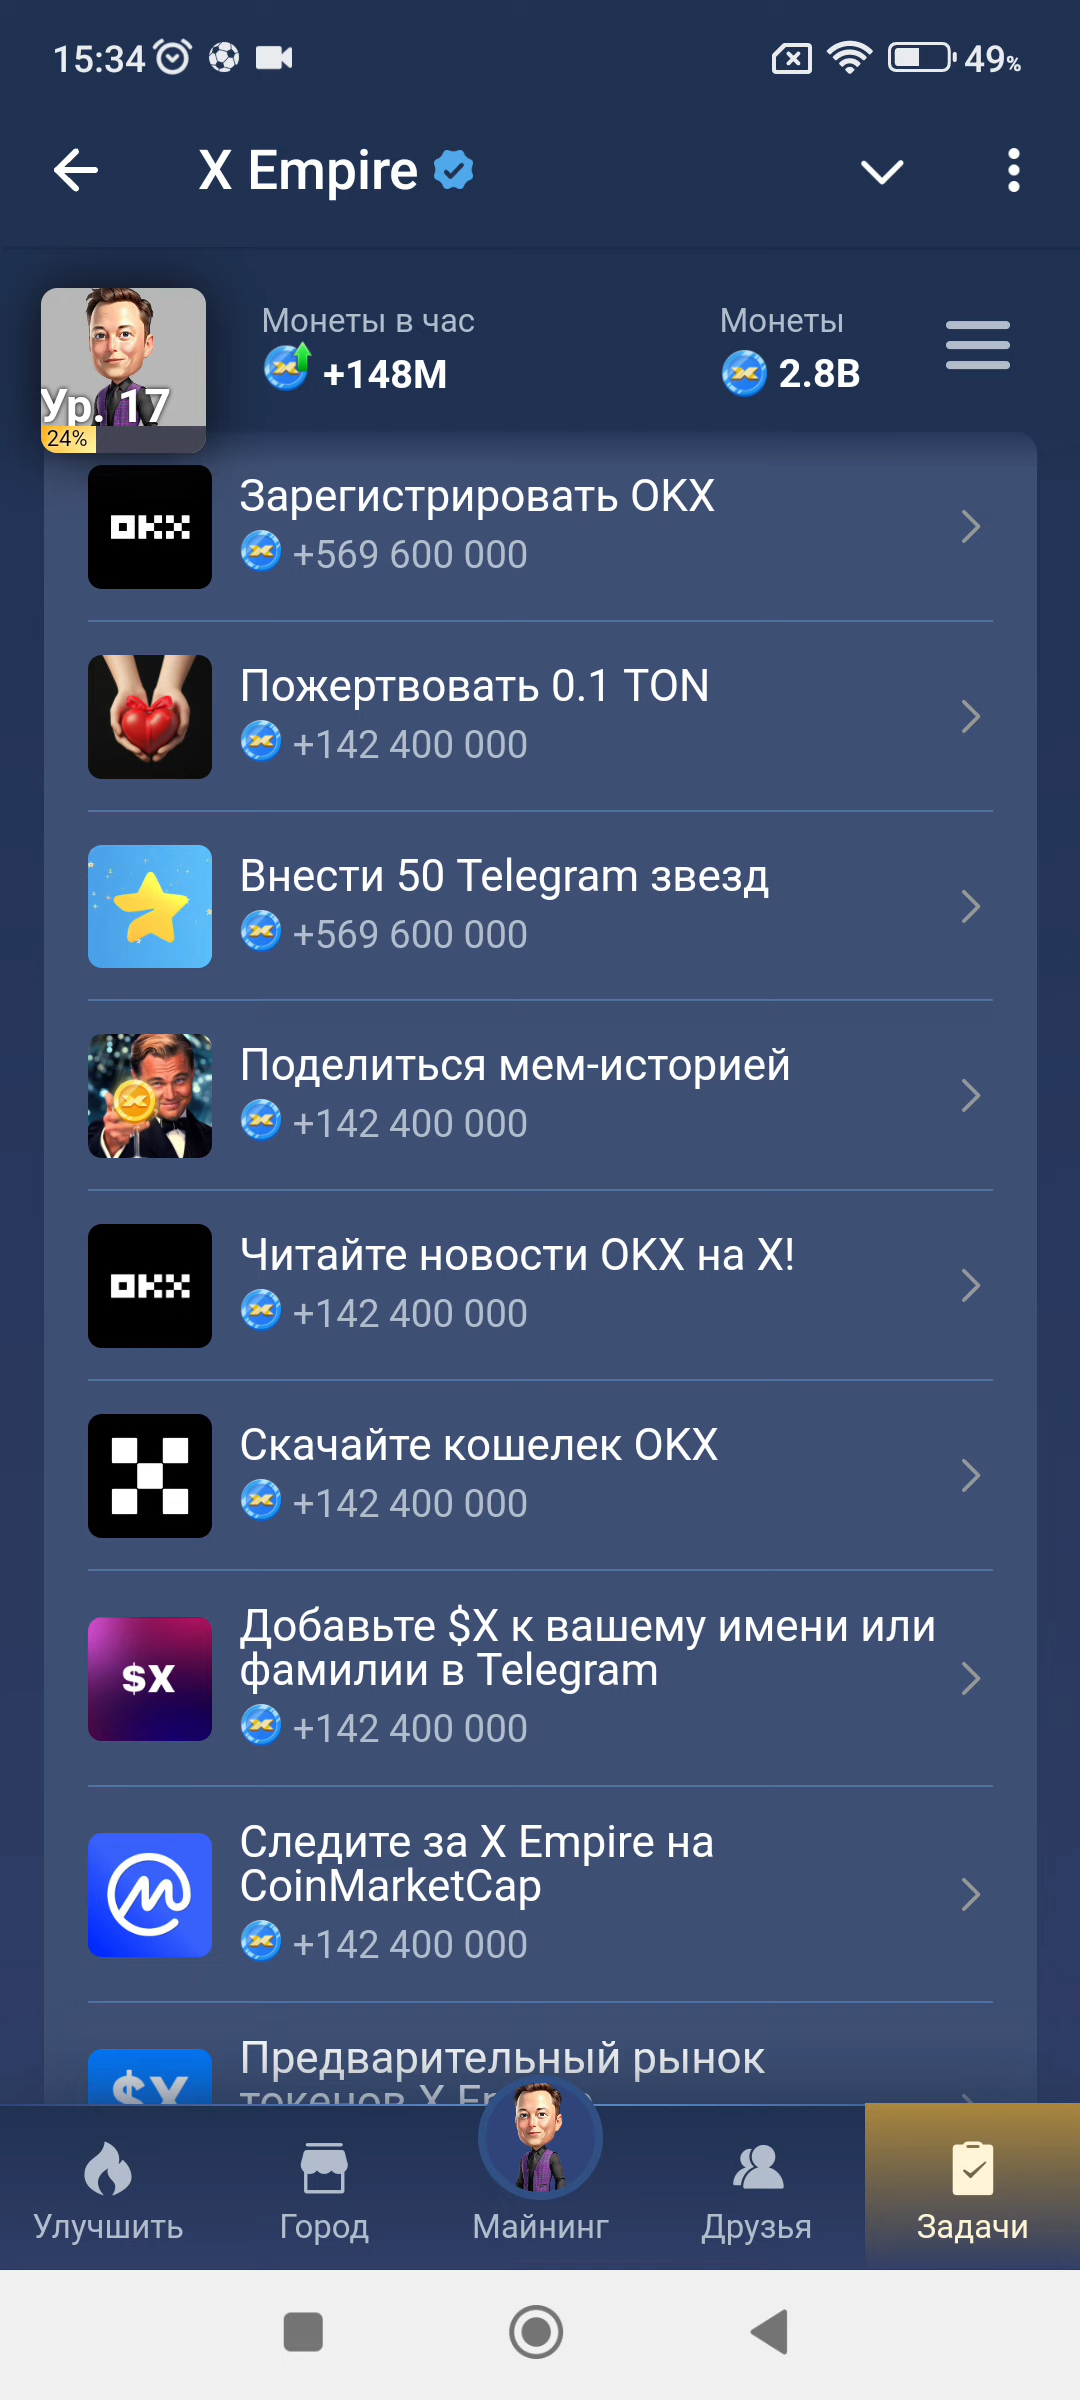 15:34
49%
X Empire
Монеты в час
+148M
Монеты
2.8B
Ур. 17
24%
OKX
Зарегистрировать OKX
+569 600 000
Пожертвовать 0.1 TON
+142 400 000
Внести 50 Telegram звезд
+569 600 000
Поделиться мем-историей
+142 400 000
OKX
Читайте новости OKX на X!
+142 400 000
Скачайте кошелек OKX
+142 400 000
$X
Добавьте $X к вашему имени или
фамилии в Telegram
+142 400 000
Следите за X Empire на
CoinMarketCap
+142 400 000
$X
Предварительный рынок
токенов X
Улучшить
Город
Майнинг
Друзья
Задачи